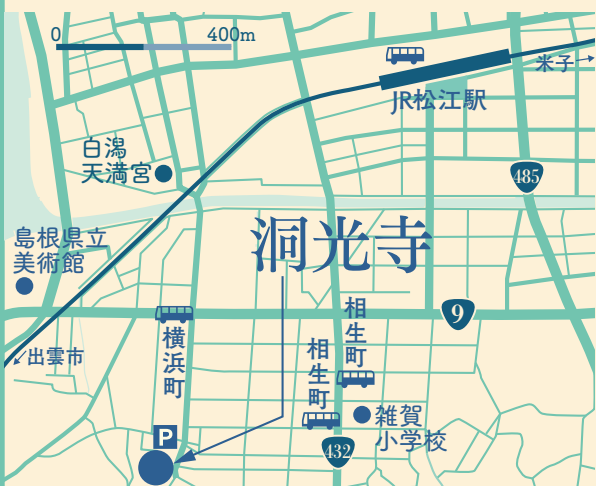 0 400m
米子
JR松江駅
白潟
天満宮
485
島根県立
美術館
洞光寺
9
相生町
横浜町
相生町
出雲市
雑賀
小学校
P
432